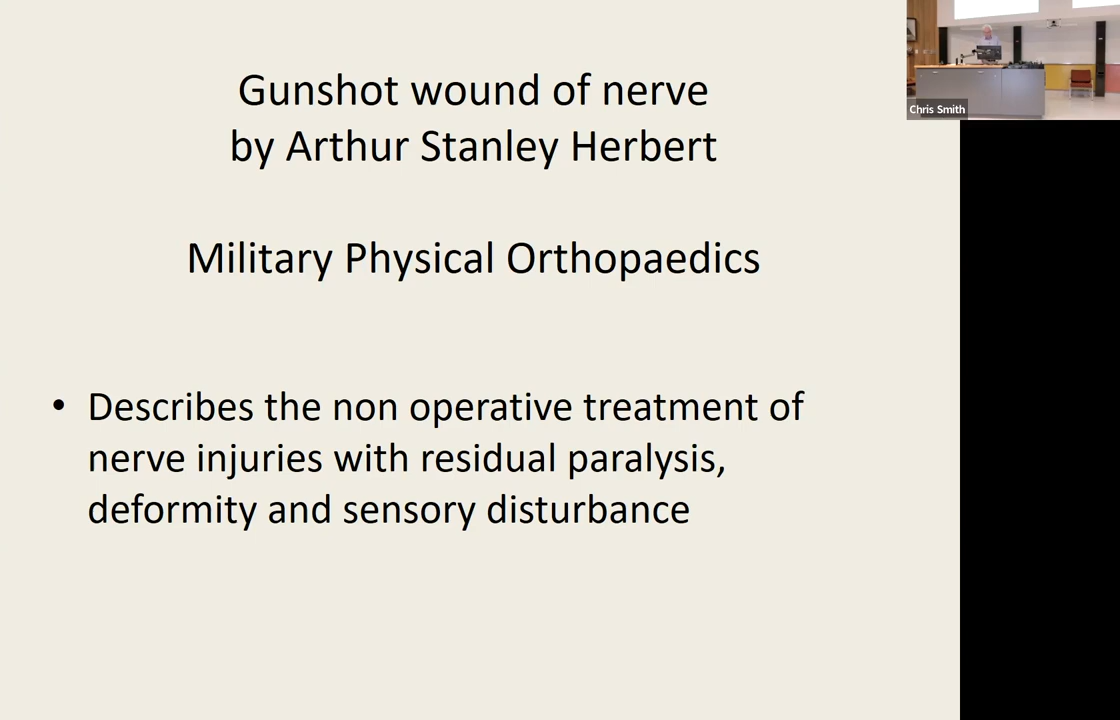 Gunshot wound of nerve
by Arthur Stanley Herbert
Military Physical Orthopaedics
• Describes the non operative treatment of
nerve injuries with residual paralysis,
deformity and sensory disturbance
Chris Smith